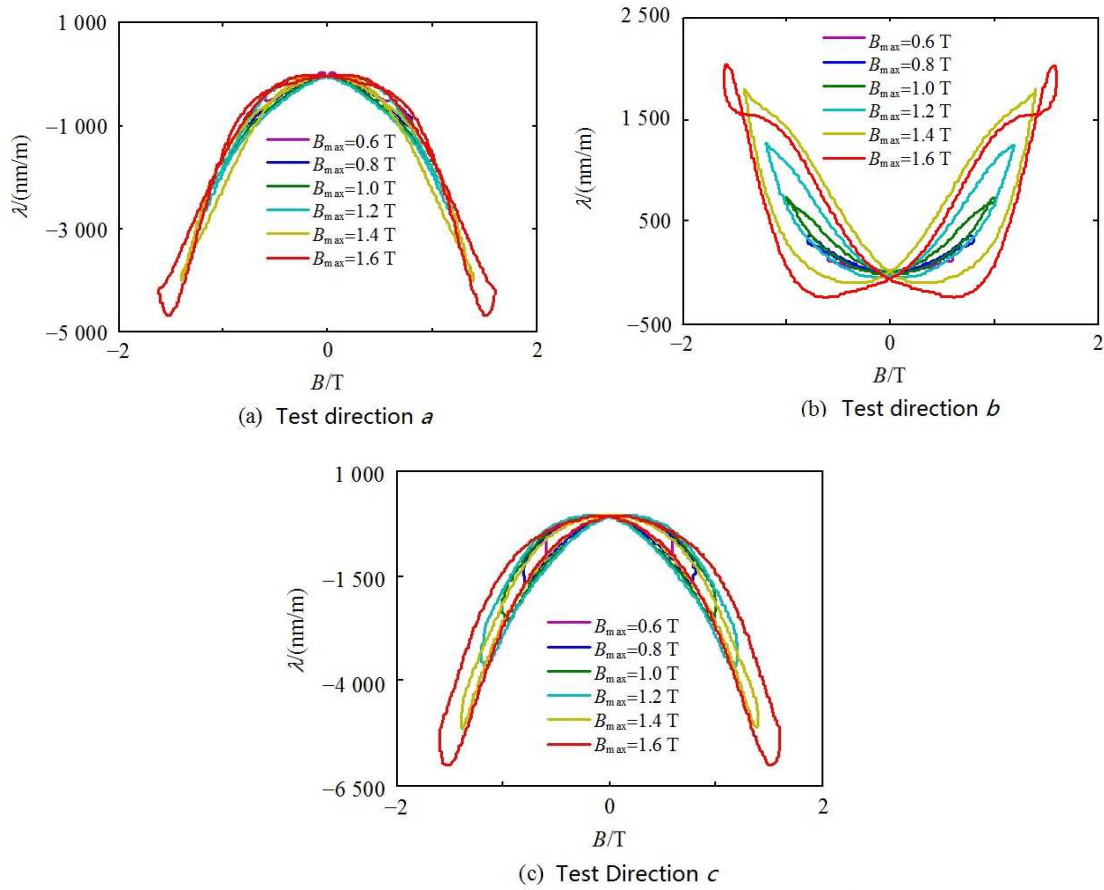 1 000
−1 000
−3 000
−5 000
λ/(nm/m)
Bmax=0.6 T
Bmax=0.8 T
Bmax=1.0 T
Bmax=1.2 T
Bmax=1.4 T
Bmax=1.6 T
−2 0 2
B/T
(a) Test direction a
2 500
1 500
500
−500
λ/(nm/m)
Bmax=0.6 T
Bmax=0.8 T
Bmax=1.0 T
Bmax=1.2 T
Bmax=1.4 T
Bmax=1.6 T
−2 −1 0 1 2
B/T
(b) Test direction b
1 000
−1 500
−4 000
−6 500
λ/(nm/m)
Bmax=0.6 T
Bmax=0.8 T
Bmax=1.0 T
Bmax=1.2 T
Bmax=1.4 T
Bmax=1.6 T
−2 0 2
B/T
(c) Test Direction c